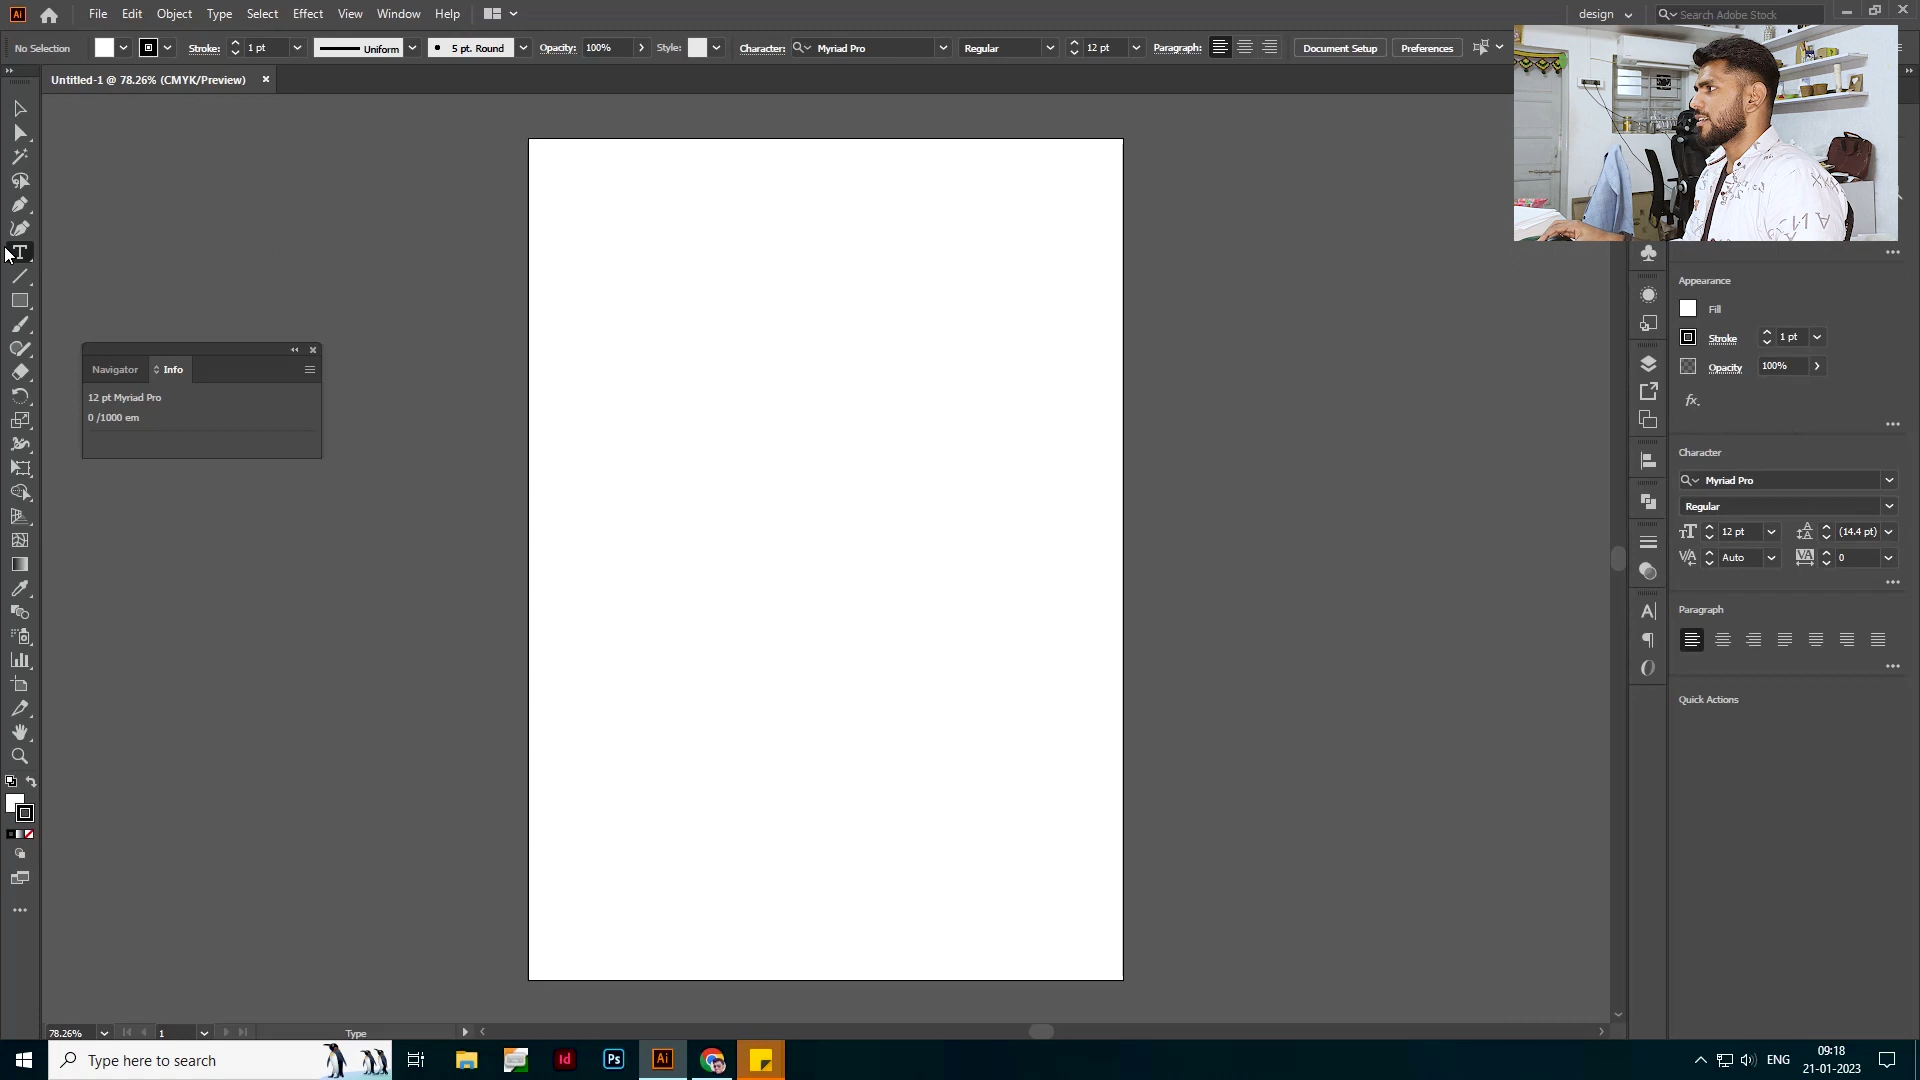 Ai File Edit Object Type Select Effect View Window Help design Search Adobe Stock
No Selection Stroke: 1 pt Uniform 5 pt. Round Opacity: 100% Style: Character: Myriad Pro Regular 12 pt Paragraph: Document Setup Preferences
Untitled-1 @ 78.26% (CMYK/Preview)
Navigator Info
12 pt Myriad Pro
0 /1000 em
Appearance
Fill
Stroke 1 pt
Opacity 100%
fx.
Character
Myriad Pro
Regular
12 pt (14.4 pt)
Auto 0
Paragraph
Quick Actions
78.26% 1 Type
Type here to search Id Ps Ai ENG 09:18
21-01-2023